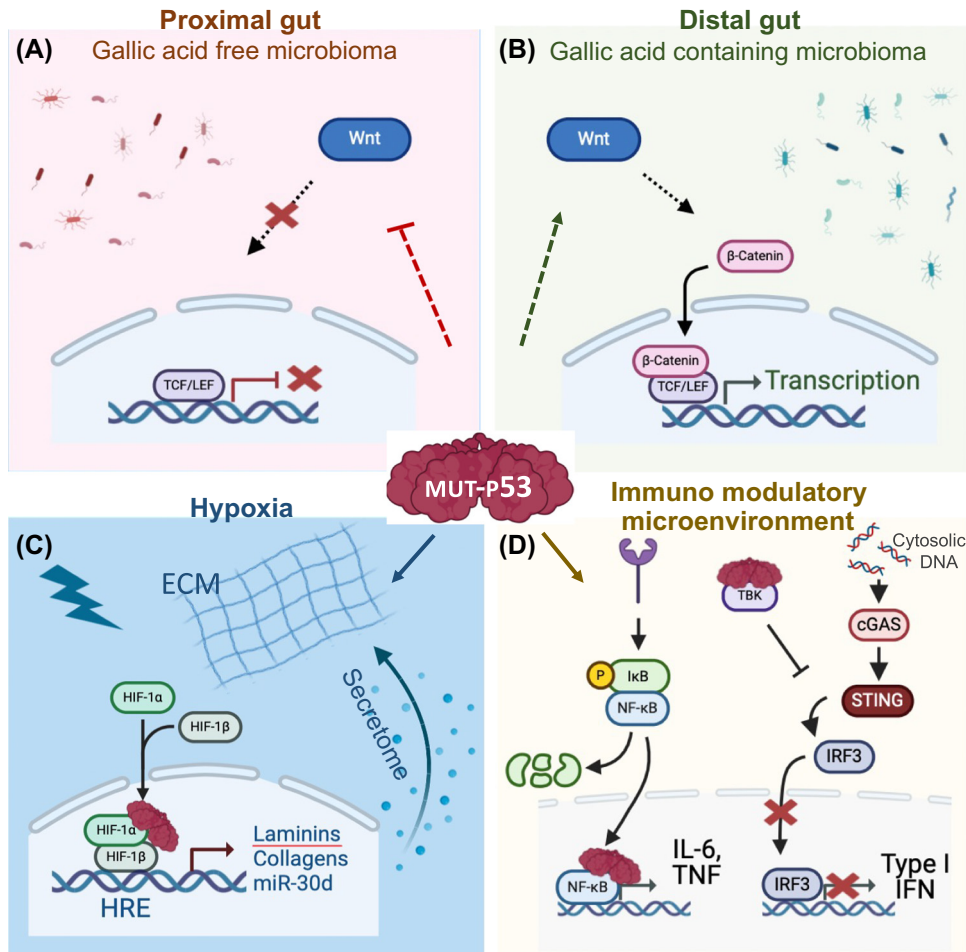 Proximal gut
(A)
Gallic acid free microbioma
Wnt
TCF/LEF
Distal gut
(B)
Gallic acid containing microbioma
Wnt
β-Catenin
β-Catenin
TCF/LEF
Transcription
MUT-P53
Hypoxia
(C)
ECM
Secretome
HIF-1α
HIF-1β
HIF-1α
HIF-1β
HRE
Laminins
Collagens
miR-30d
Immuno modulatory
microenvironment
(D)
Cytosolic
DNA
TBK
cGAS
P
IκB
NF-κB
STING
IRF3
NF-κB
IL-6,
TNF
IRF3
Type I
IFN